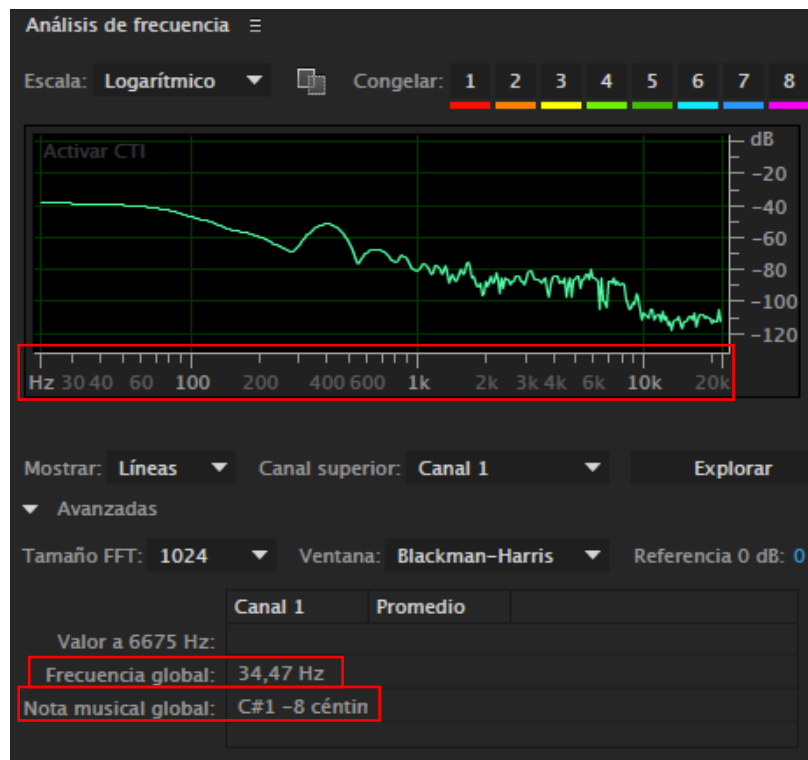 Análisis de frecuencia
Escala: Logarítmico Congelar: 1 2 3 4 5 6 7 8
Activar CTI
dB
-20
-40
-60
-80
-100
-120
Hz 30 40 60 100 200 400 600 1k 2k 3k 4k 6k 10k 20k
Mostrar: Líneas Canal superior: Canal 1 Explorar
Avanzadas
Tamaño FFT: 1024 Ventana: Blackman-Harris Referencia 0 dB: 0
Canal 1 Promedio
Valor a 6675 Hz:
Frecuencia global: 34,47 Hz
Nota musical global: C#1 -8 céntin